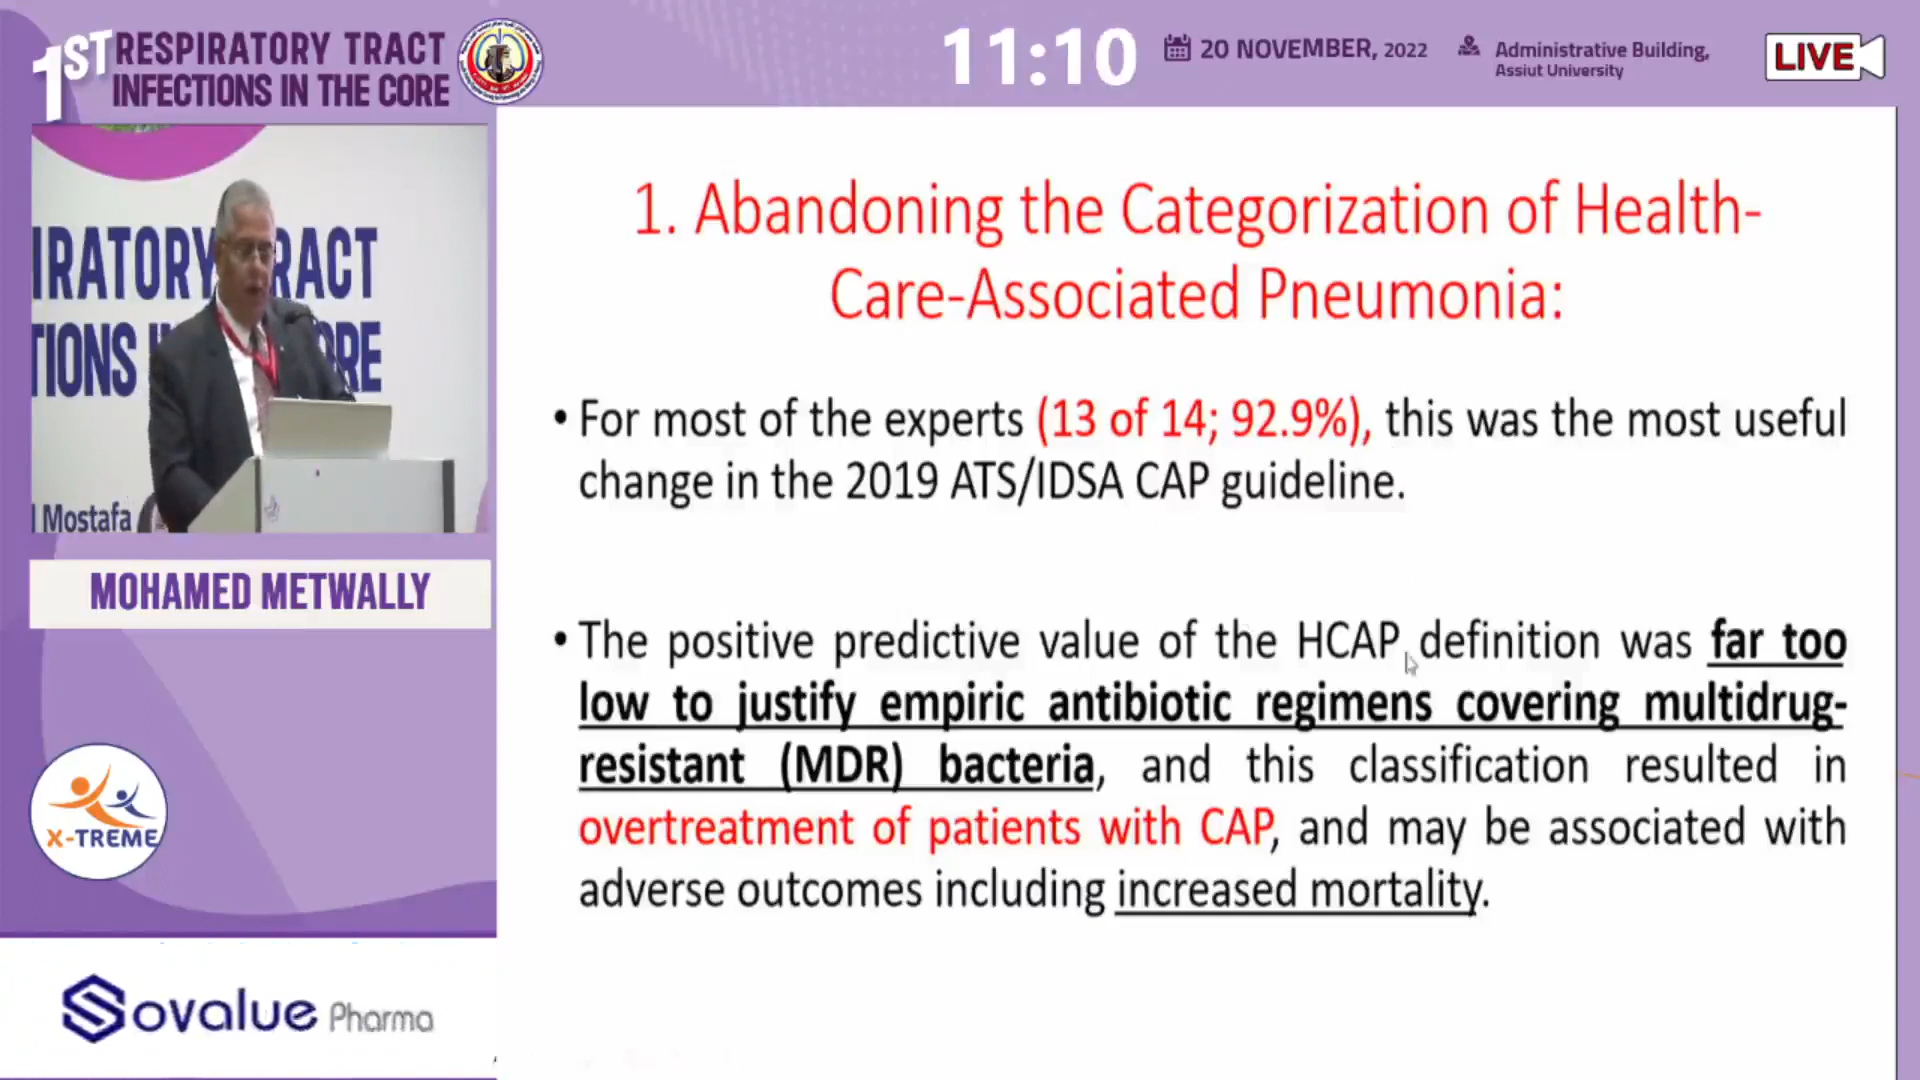 1ST RESPIRATORY TRACT
INFECTIONS IN THE CORE
11:10
20 NOVEMBER, 2022
Administrative Building,
Assiut University
LIVE
IRATORY TRACT
TIONS IN THE CORE
Mostafa
MOHAMED METWALLY
X-TREME
Sovalue Pharma
1. Abandoning the Categorization of Health-
Care-Associated Pneumonia:
• For most of the experts (13 of 14; 92.9%), this was the most useful
change in the 2019 ATS/IDSA CAP guideline.
• The positive predictive value of the HCAP definition was far too
low to justify empiric antibiotic regimens covering multidrug-
resistant (MDR) bacteria, and this classification resulted in
overtreatment of patients with CAP, and may be associated with
adverse outcomes including increased mortality.